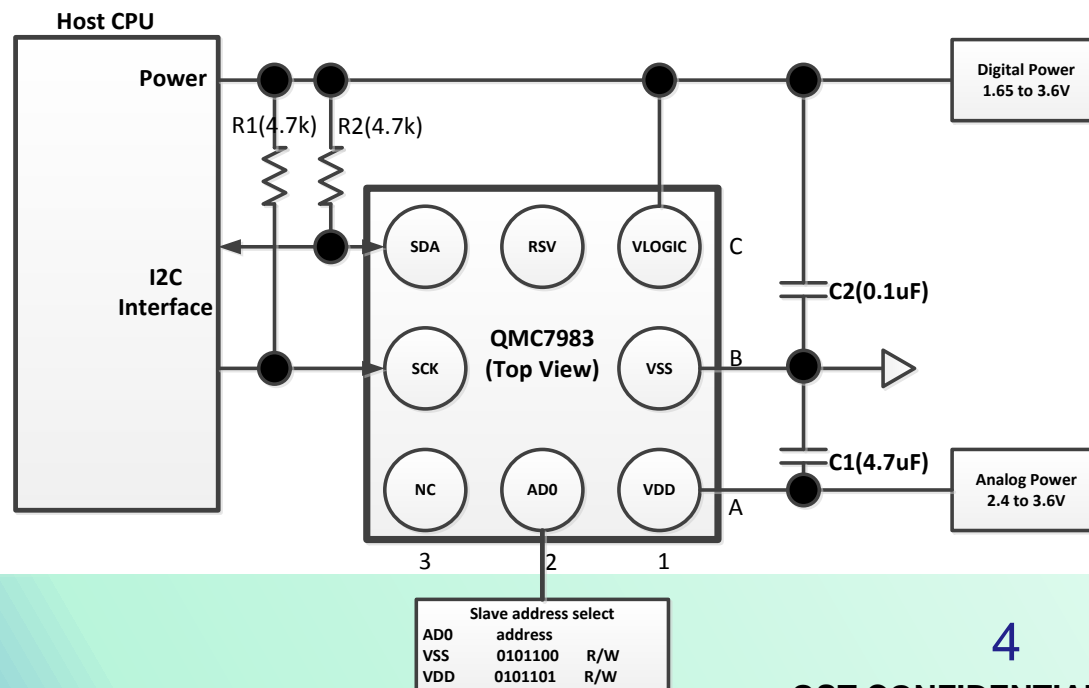 Host CPU
Power
Digital Power
1.65 to 3.6V
R1(4.7k) R2(4.7k)
SDA
RSV
VLOGIC
C
I2C
Interface
C2(0.1uF)
QMC7983
(Top View)
SCK
VSS
B
C1(4.7uF)
NC
AD0
VDD
A
Analog Power
2.4 to 3.6V
3
2
1
Slave address select
AD0 address
VSS 0101100 R/W
VDD 0101101 R/W
4
CONFIDENTIAL